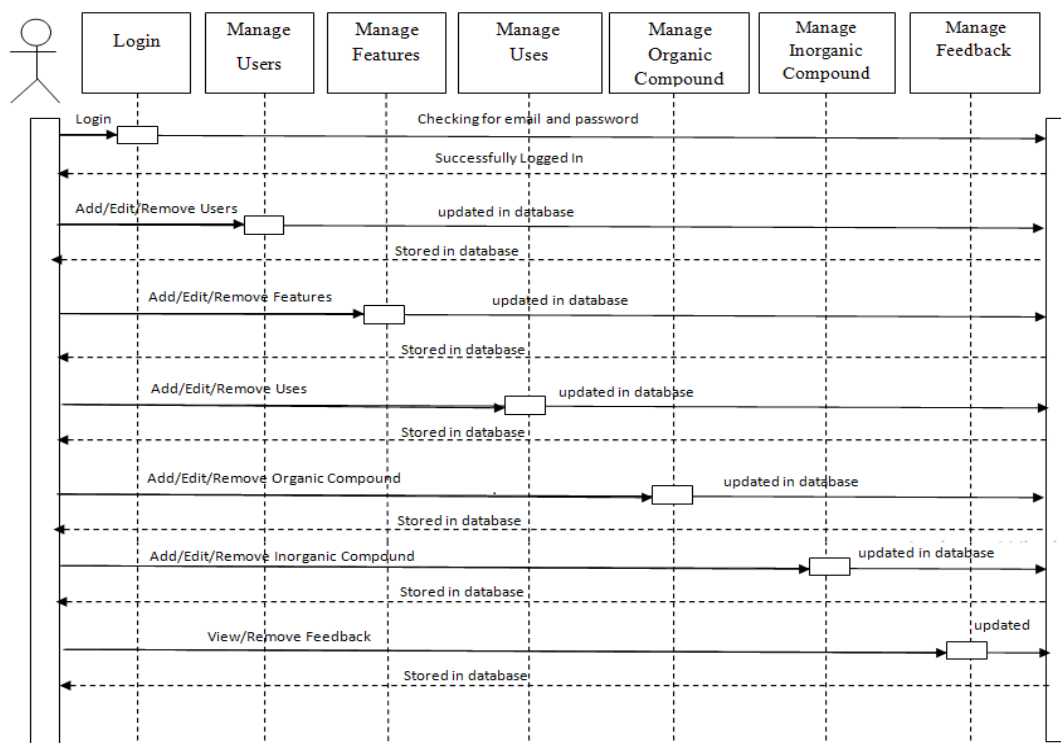 Login
Manage
Users
Manage
Features
Manage
Uses
Manage
Organic
Compound
Manage
Inorganic
Compound
Manage
Feedback
Login
Checking for email and password
Successfully Logged In
Add/Edit/Remove Users
updated in database
Stored in database
Add/Edit/Remove Features
updated in database
Stored in database
Add/Edit/Remove Uses
updated in database
Stored in database
Add/Edit/Remove Organic Compound
updated in database
Stored in database
Add/Edit/Remove Inorganic Compound
updated in database
Stored in database
View/Remove Feedback
updated
Stored in database